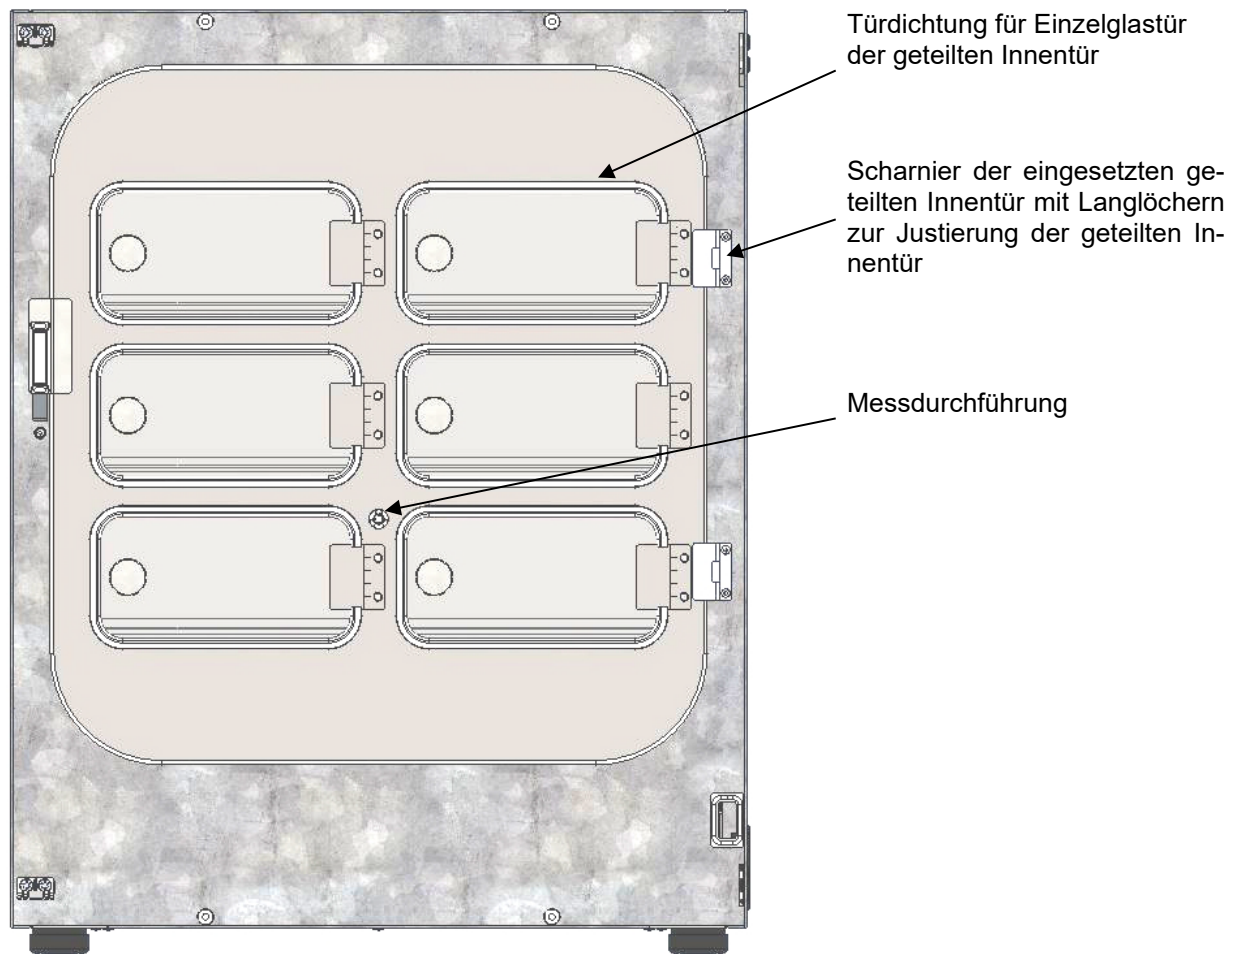 Türdichtung für Einzelglastür
der geteilten Innentür
Scharnier der eingesetzten ge-
teilten Innentür mit Langlöchern
zur Justierung der geteilten In-
nentür
Messdurchführung